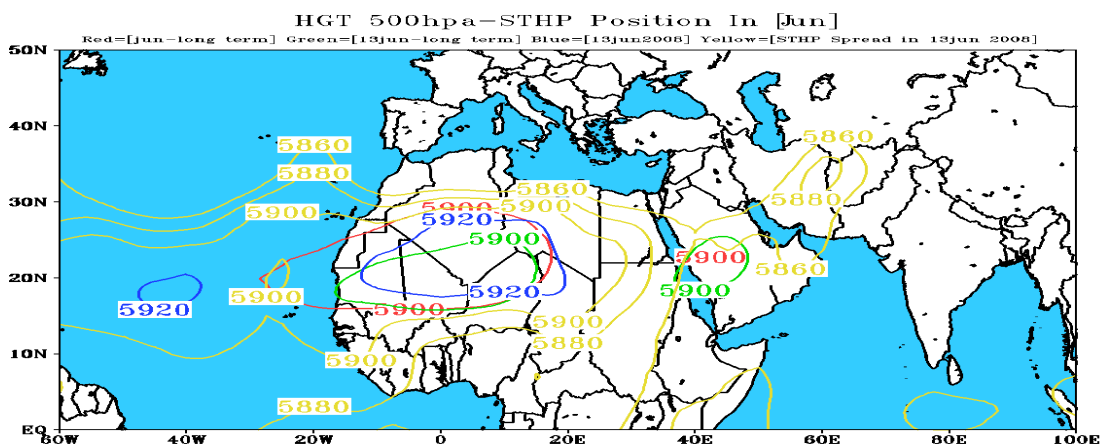 HGT 500hpa-STHP Position In [Jun]
Red=[jun-long term] Green=[13jun-long term] Blue=[13jun2008] Yellow=[STHP Spread in 13jun 2008]
50N
40N
5860
5860
5880
30N
5860
5880
5900
5900
5900
5920
5900
20N
5900
5860
5900
5920
5900
5920
5900
5900
10N
5880
5900
5880
EQ
60W 40W 20W 0 20E 40E 60E 80E 100E